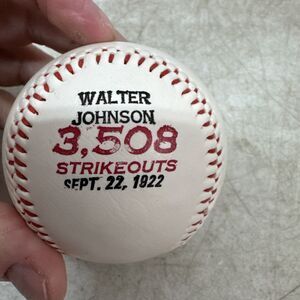 WALTER
JOHNSON
3,508
STRIKEOUTS
SEPT. 22, 1922